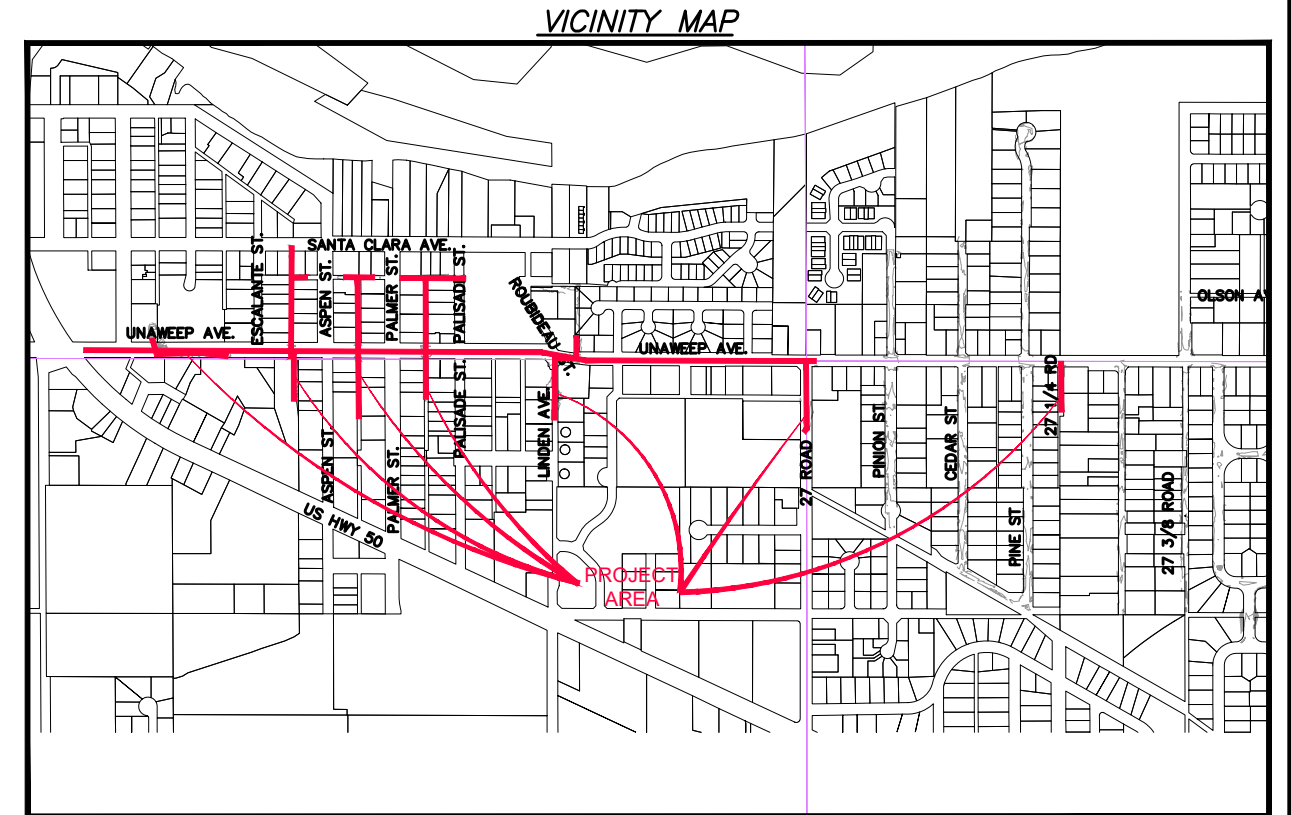 VICINITY MAP
SANTA CLARA AVE.
ESCALANTE ST.
ASPEN ST.
PALMER ST.
PALISADE ST.
ROUBIDEAU ST.
OLSON A
UNAWEEP AVE.
UNAWEEP AVE.
ASPEN ST.
PALMER ST.
PALISADE ST.
LINDEN AVE.
27 ROAD
PINION ST
CEDAR ST
PINE ST
27 1/4 RD
27 3/8 ROAD
US HWY 50
PROJECT
AREA